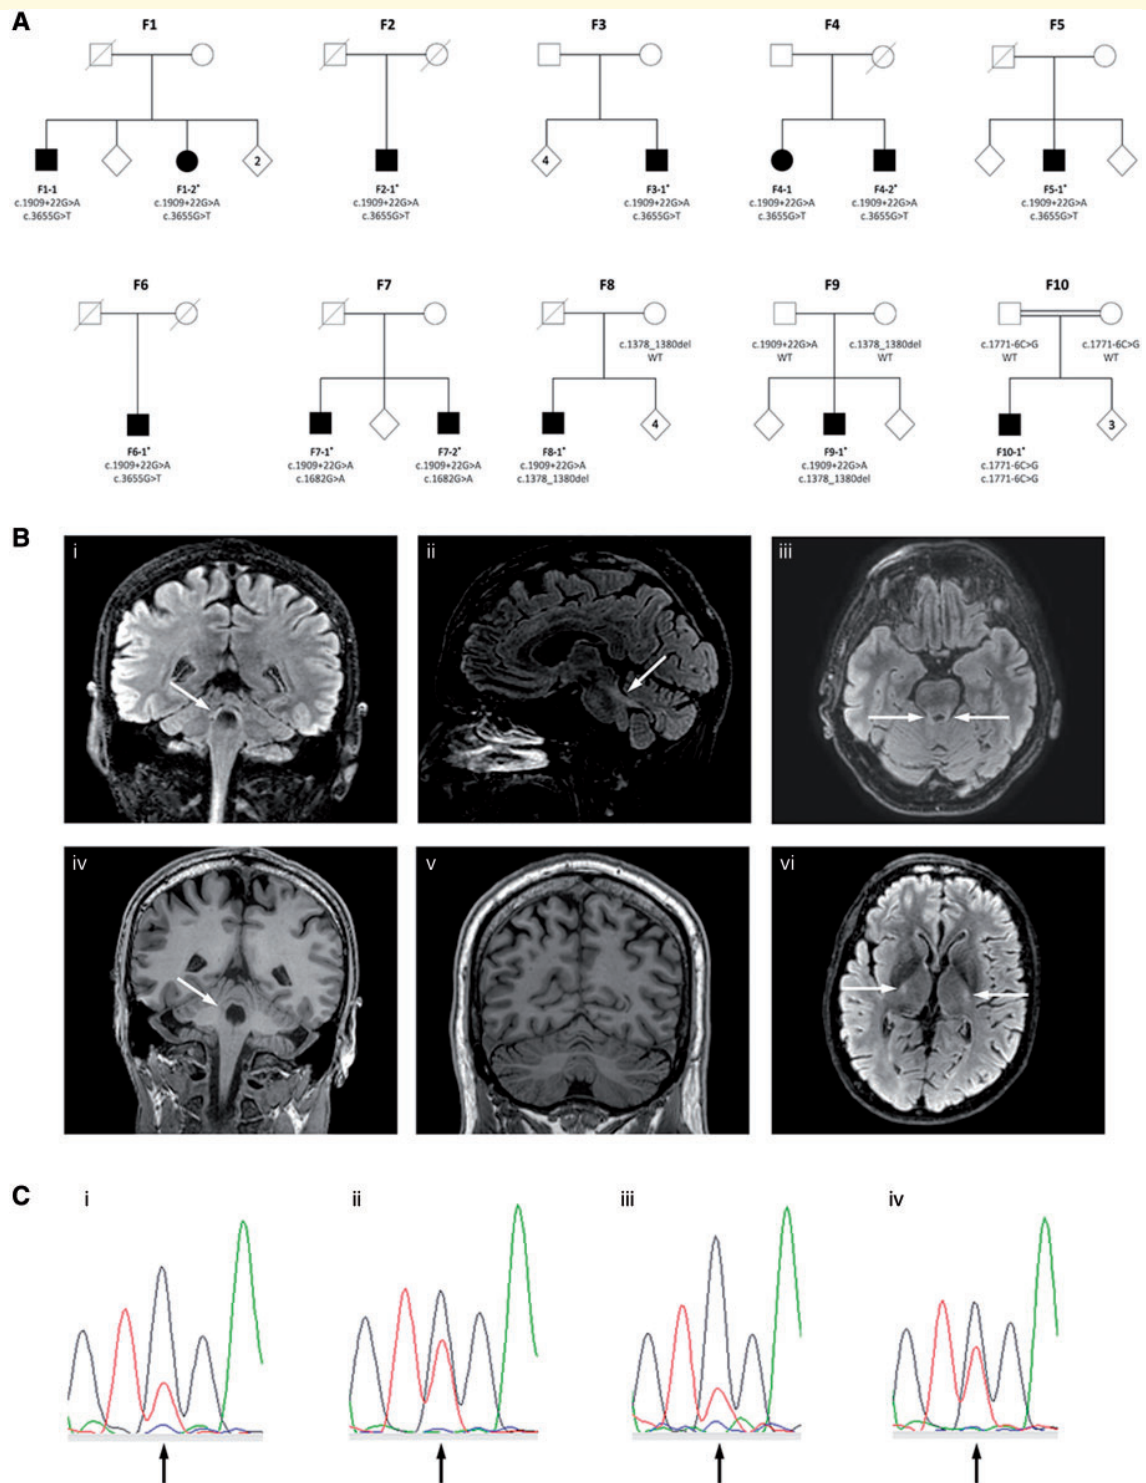 A
F1
F2
F3
F4
F5
2
4
F1-1
c.1909+22G>A
c.3655G>T
F1-2*
c.1909+22G>A
c.3655G>T
F2-1*
c.1909+22G>A
c.3655G>T
F3-1*
c.1909+22G>A
c.3655G>T
F4-1
c.1909+22G>A
c.3655G>T
F4-2*
c.1909+22G>A
c.3655G>T
F5-1*
c.1909+22G>A
c.3655G>T
F6
F7
F8
F9
F10
c.1378_1380del
WT
c.1909+22G>A
WT
c.1378_1380del
WT
c.1771-6C>G
WT
c.1771-6C>G
WT
4
3
F6-1*
c.1909+22G>A
c.3655G>T
F7-1*
c.1909+22G>A
c.1682G>A
F7-2*
c.1909+22G>A
c.1682G>A
F8-1*
c.1909+22G>A
c.1378_1380del
F9-1*
c.1909+22G>A
c.1378_1380del
F10-1*
c.1771-6C>G
c.1771-6C>G
B
i
ii
iii
iv
v
vi
C
i
ii
iii
iv